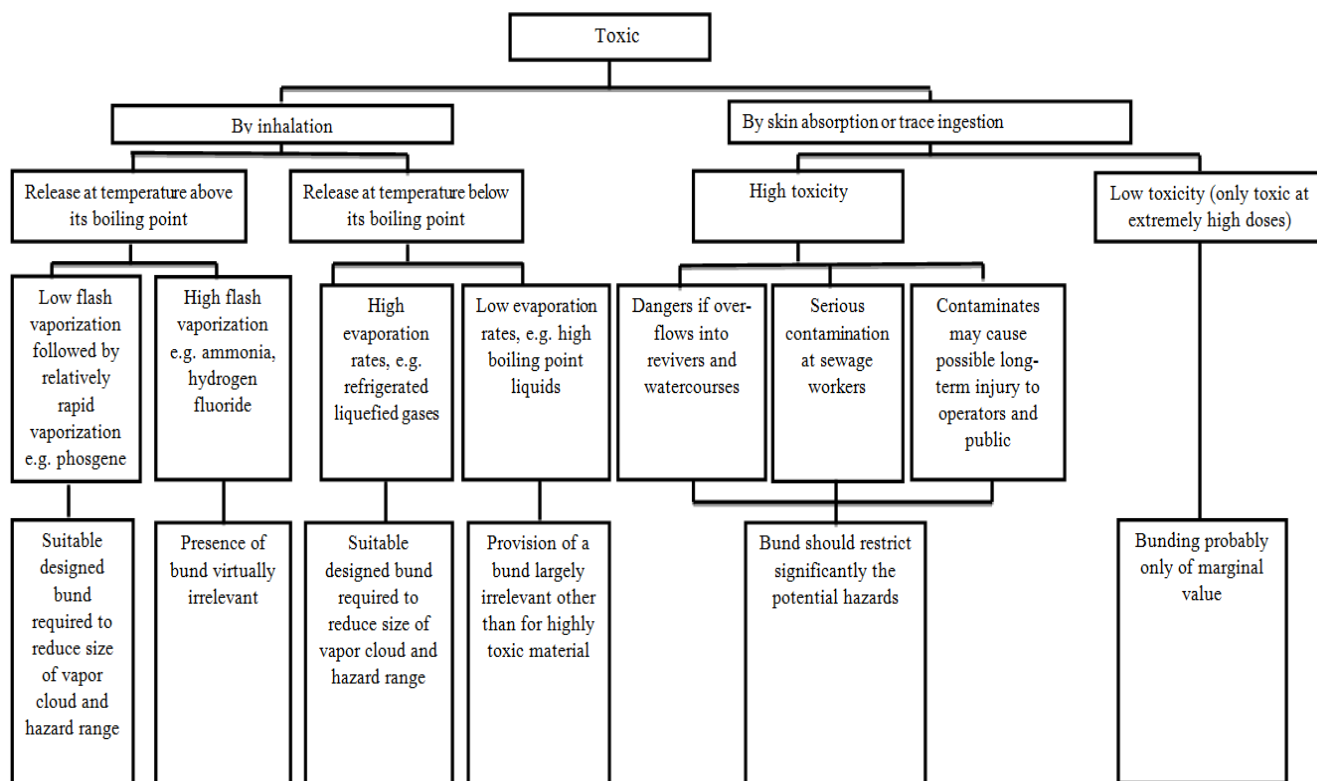 Toxic
By inhalation
By skin absorption or trace ingestion
Release at temperature above
its boiling point
Release at temperature below
its boiling point
High toxicity
Low toxicity (only toxic at
extremely high doses)
Low flash
vaporization
followed by
relatively
rapid
vaporization
e.g. phosgene
High flash
vaporization
e.g. ammonia,
hydrogen
fluoride
High
evaporation
rates, e.g.
refrigerated
liquefied gases
Low evaporation
rates, e.g. high
boiling point
liquids
Dangers if over-
flows into
revivers and
watercourses
Serious
contamination
at sewage
workers
Contaminates
may cause
possible long-
term injury to
operators and
public
Suitable
designed
bund
required to
reduce size
of vapor
cloud and
hazard range
Presence of
bund virtually
irrelevant
Suitable
designed bund
required to
reduce size of
vapor cloud and
hazard range
Provision of a
bund largely
irrelevant other
than for highly
toxic material
Bund should restrict
significantly the
potential hazards
Bunding probably
only of marginal
value